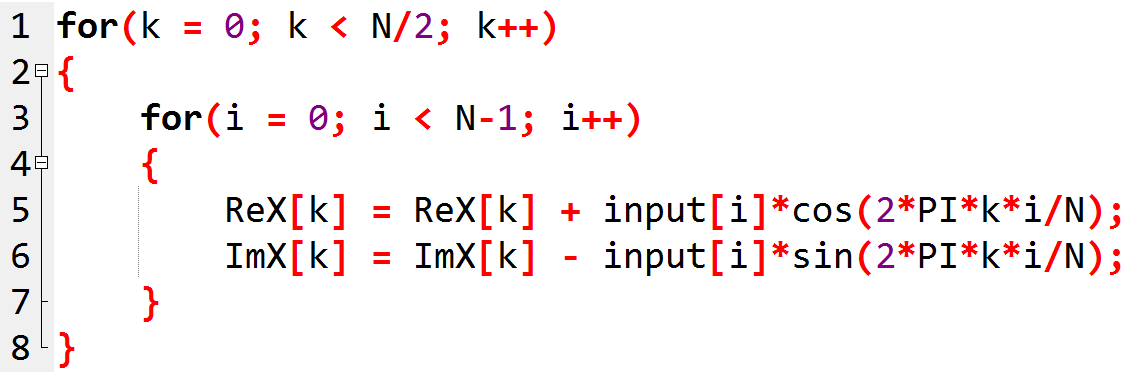 1 for(k = 0; k < N/2; k++)
2 {
3     for(i = 0; i < N-1; i++)
4     {
5         ReX[k] = ReX[k] + input[i]*cos(2*PI*k*i/N);
6         ImX[k] = ImX[k] - input[i]*sin(2*PI*k*i/N);
7     }
8 }